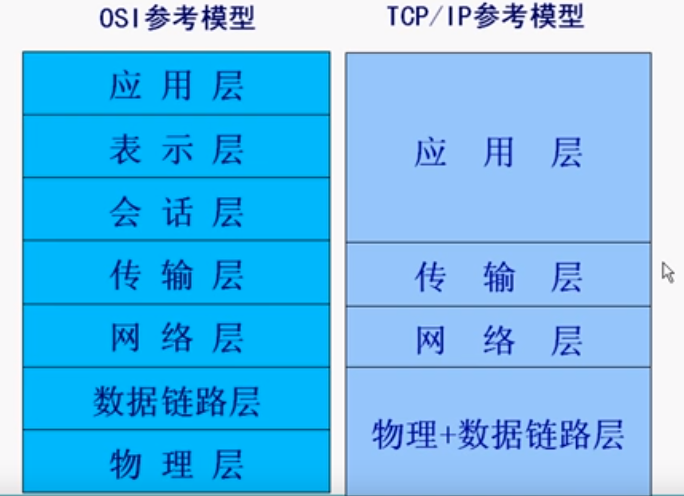 OSI参考模型
应用层
表示层
会话层
传输层
网络层
数据链路层
物理层
TCP/IP参考模型
应用层
传输层
网络层
物理+数据链路层